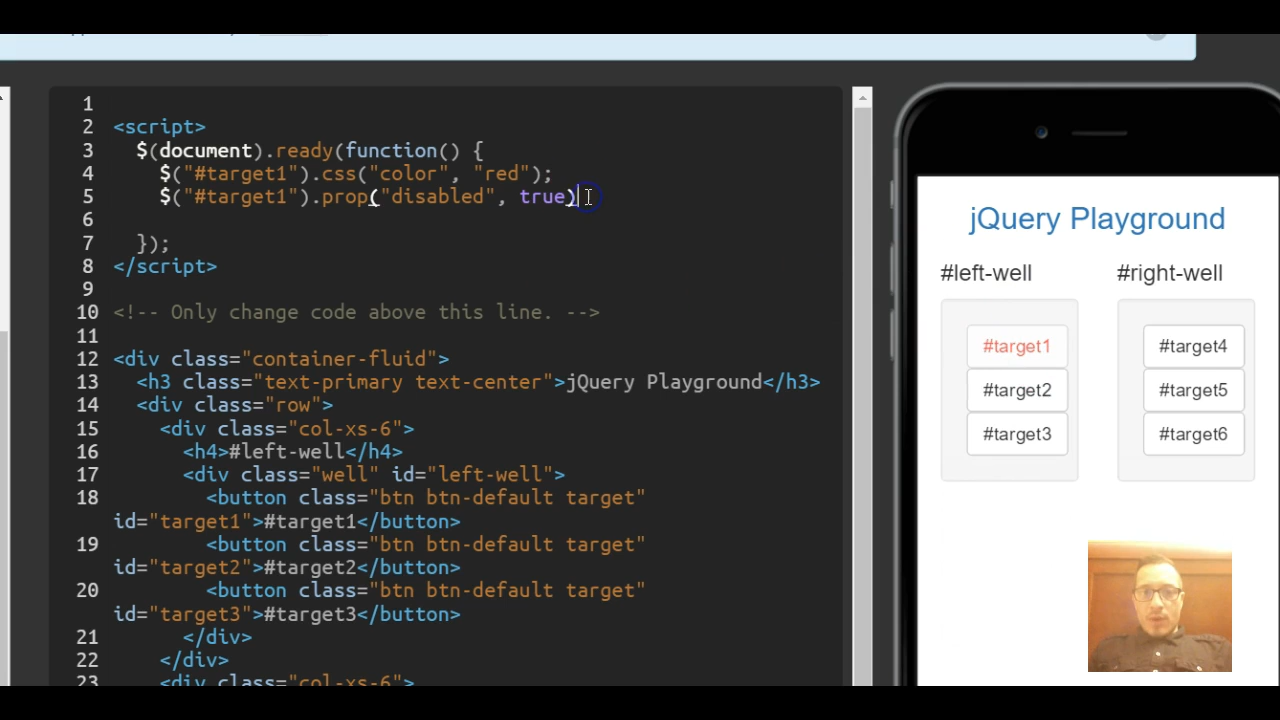 1
2 <script>
3 $(document).ready(function() {
4 $("#target1").css("color", "red");
5 $("#target1").prop("disabled", true)
6
7 });
8 </script>
9
10 <!-- Only change code above this line. -->
11
12 <div class="container-fluid">
13 <h3 class="text-primary text-center">jQuery Playground</h3>
14 <div class="row">
15 <div class="col-xs-6">
16 <h4>#left-well</h4>
17 <div class="well" id="left-well">
18 <button class="btn btn-default target"
id="target1">#target1</button>
19 <button class="btn btn-default target"
id="target2">#target2</button>
20 <button class="btn btn-default target"
id="target3">#target3</button>
21 </div>
22 </div>
23 <div class="col-xs-6">
jQuery Playground
#left-well
#target1
#target2
#target3
#right-well
#target4
#target5
#target6